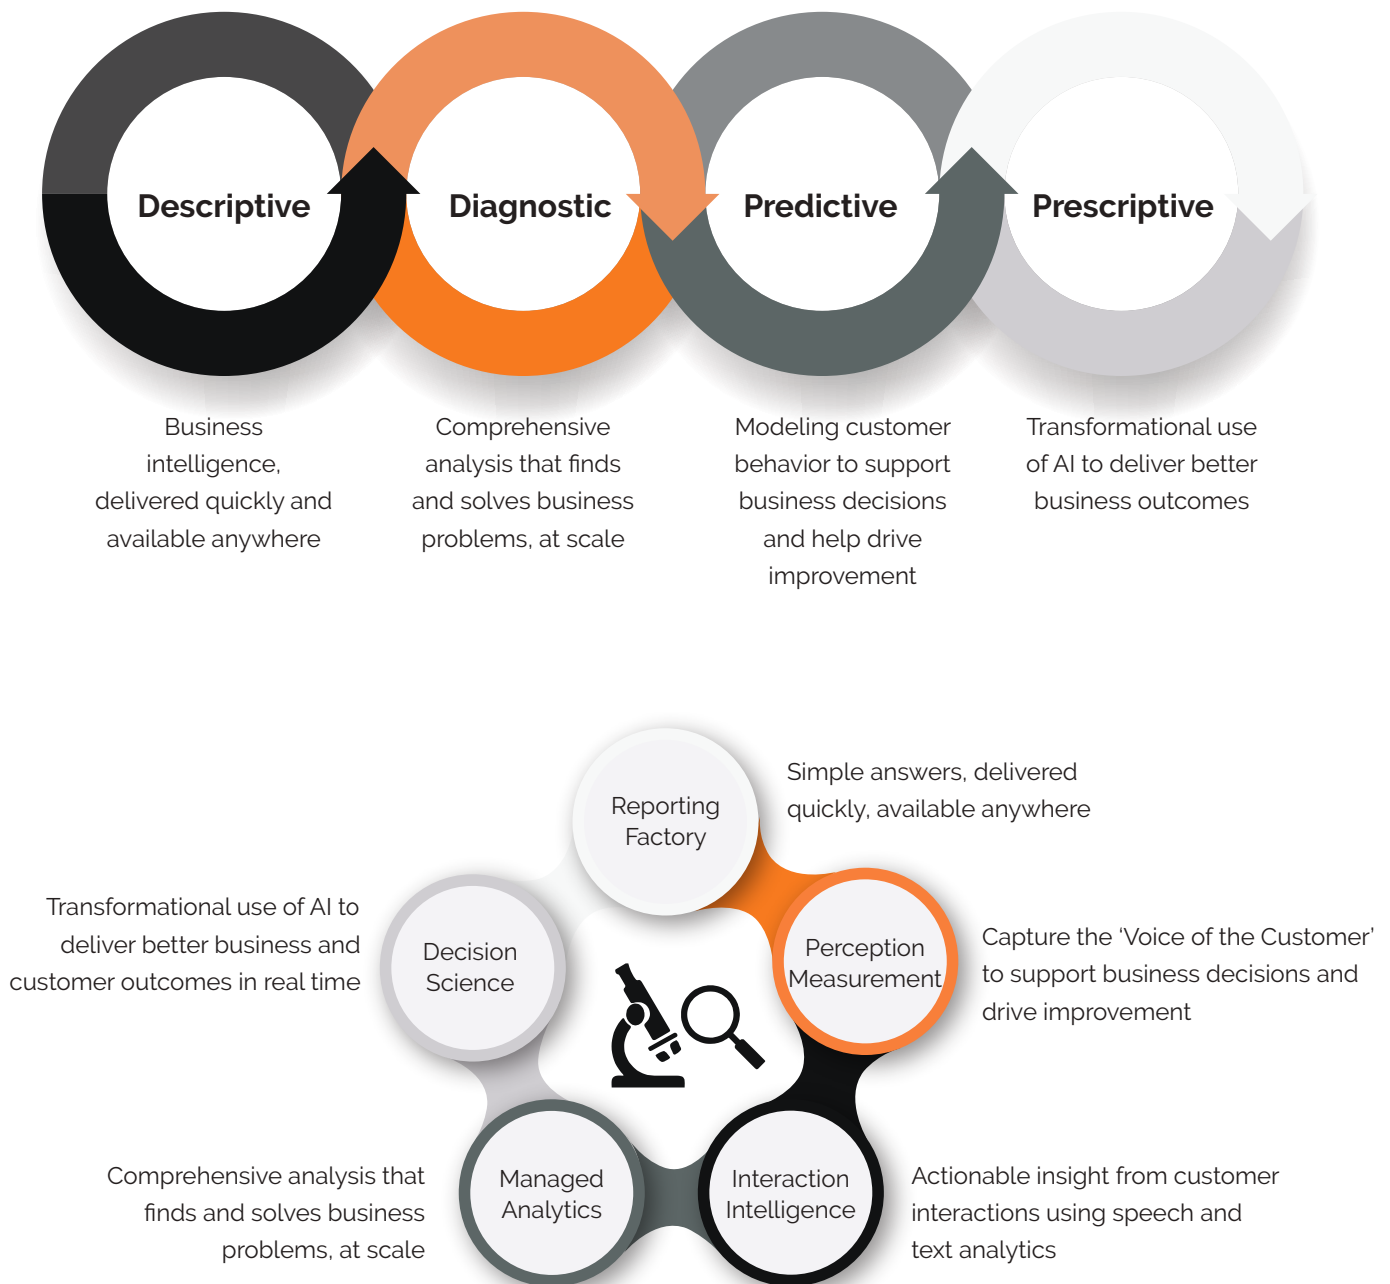 Descriptive
Diagnostic
Predictive
Prescriptive
Business
intelligence,
delivered quickly and
available anywhere
Comprehensive
analysis that finds
and solves business
problems, at scale
Modeling customer
behavior to support
business decisions
and help drive
improvement
Transformational use
of AI to deliver better
business outcomes
Reporting
Factory
Simple answers, delivered
quickly, available anywhere
Perception
Measurement
Capture the ‘Voice of the Customer’
to support business decisions and
drive improvement
Interaction
Intelligence
Actionable insight from customer
interactions using speech and
text analytics
Managed
Analytics
Comprehensive analysis that
finds and solves business
problems, at scale
Decision
Science
Transformational use of AI to
deliver better business and
customer outcomes in real time